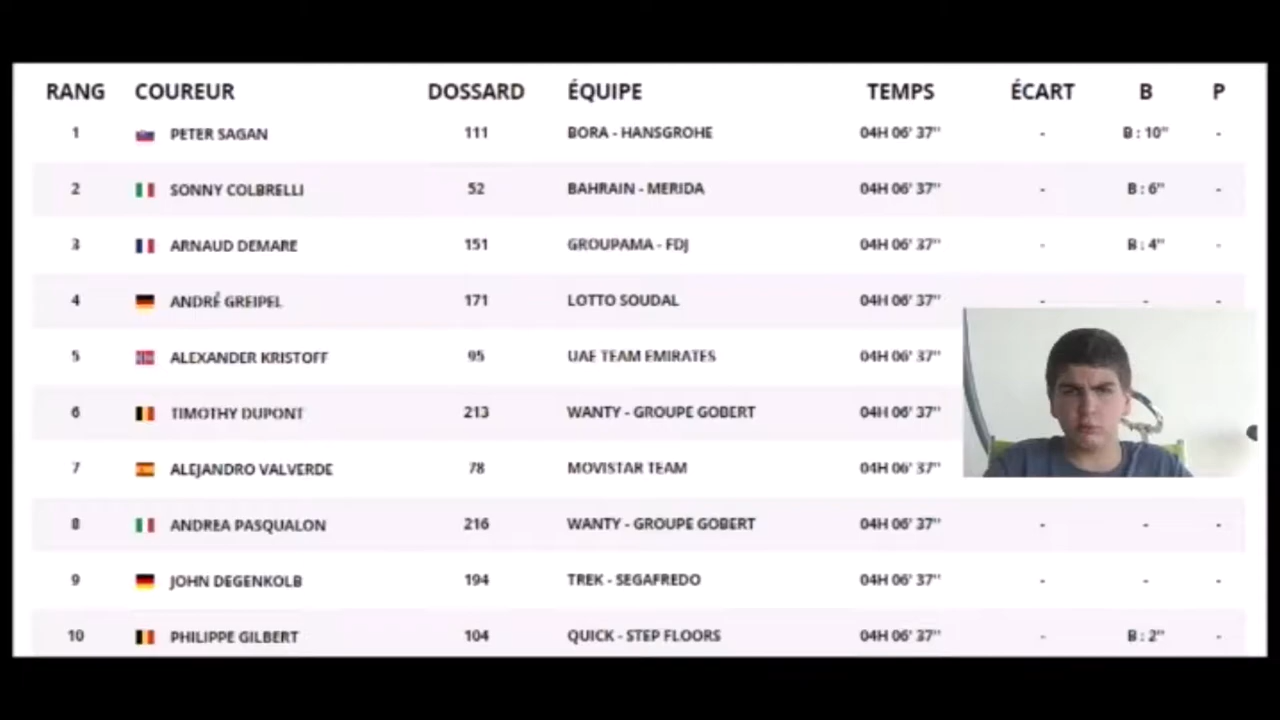 RANG COUREUR DOSSARD ÉQUIPE TEMPS ÉCART B P
1 PETER SAGAN 111 BORA - HANSGROHE 04H 06' 37'' - B : 10'' -
2 SONNY COLBRELLI 52 BAHRAIN - MERIDA 04H 06' 37'' - B : 6'' -
3 ARNAUD DEMARE 151 GROUPAMA - FDJ 04H 06' 37'' - B : 4'' -
4 ANDRÉ GREIPEL 171 LOTTO SOUDAL 04H 06' 37'' - - -
5 ALEXANDER KRISTOFF 95 UAE TEAM EMIRATES 04H 06' 37''
6 TIMOTHY DUPONT 213 WANTY - GROUPE GOBERT 04H 06' 37''
7 ALEJANDRO VALVERDE 78 MOVISTAR TEAM 04H 06' 37''
8 ANDREA PASQUALON 216 WANTY - GROUPE GOBERT 04H 06' 37'' - - -
9 JOHN DEGENKOLB 194 TREK - SEGAFREDO 04H 06' 37'' - - -
10 PHILIPPE GILBERT 104 QUICK - STEP FLOORS 04H 06' 37'' - B : 2'' -